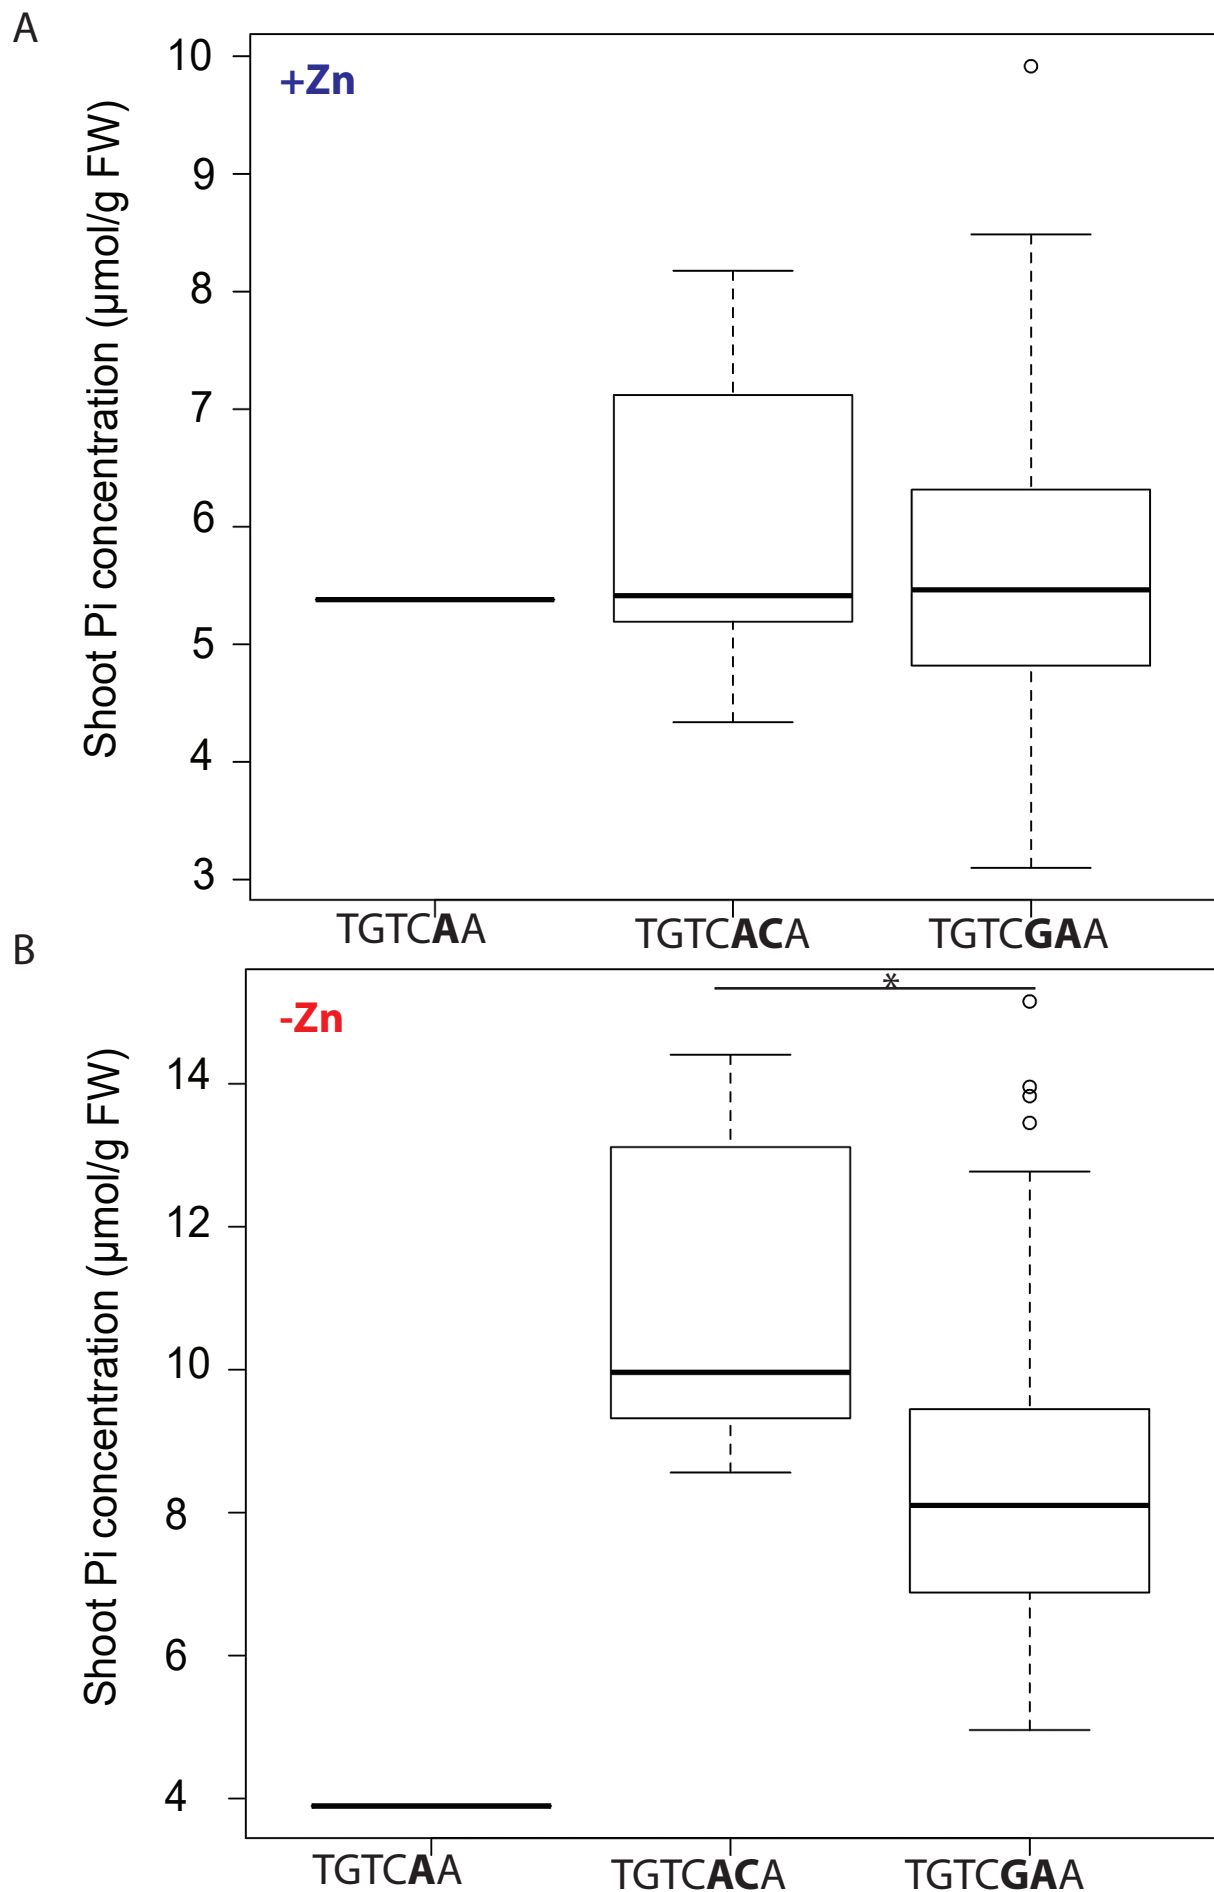 A
+Zn
Shoot Pi concentration (µmol/g FW)
10
9
8
7
6
5
4
3
TGTCAA
TGTCACA
TGTCGAA
B
-Zn
*
Shoot Pi concentration (µmol/g FW)
14
12
10
8
6
4
TGTCAA
TGTCACA
TGTCGAA